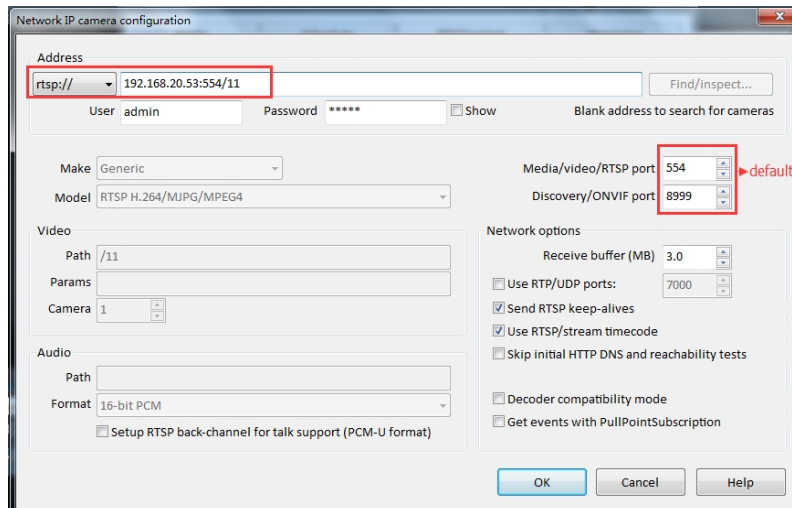 Network IP camera configuration
Address
rtsp:// 192.168.20.53:554/11 Find/inspect...
User admin Password ***** Show Blank address to search for cameras
Make Generic Media/video/RTSP port 554 default
Model RTSP H.264/MJPG/MPEG4 Discovery/ONVIF port 8999
Video Network options
Path /11 Receive buffer (MB) 3.0
Params Use RTP/UDP ports: 7000
Camera 1 Send RTSP keep-alives
Use RTSP/stream timecode
Audio Skip initial HTTP DNS and reachability tests
Path
Format 16-bit PCM Decoder compatibility mode
Setup RTSP back-channel for talk support (PCM-U format) Get events with PullPointSubscription
OK Cancel Help